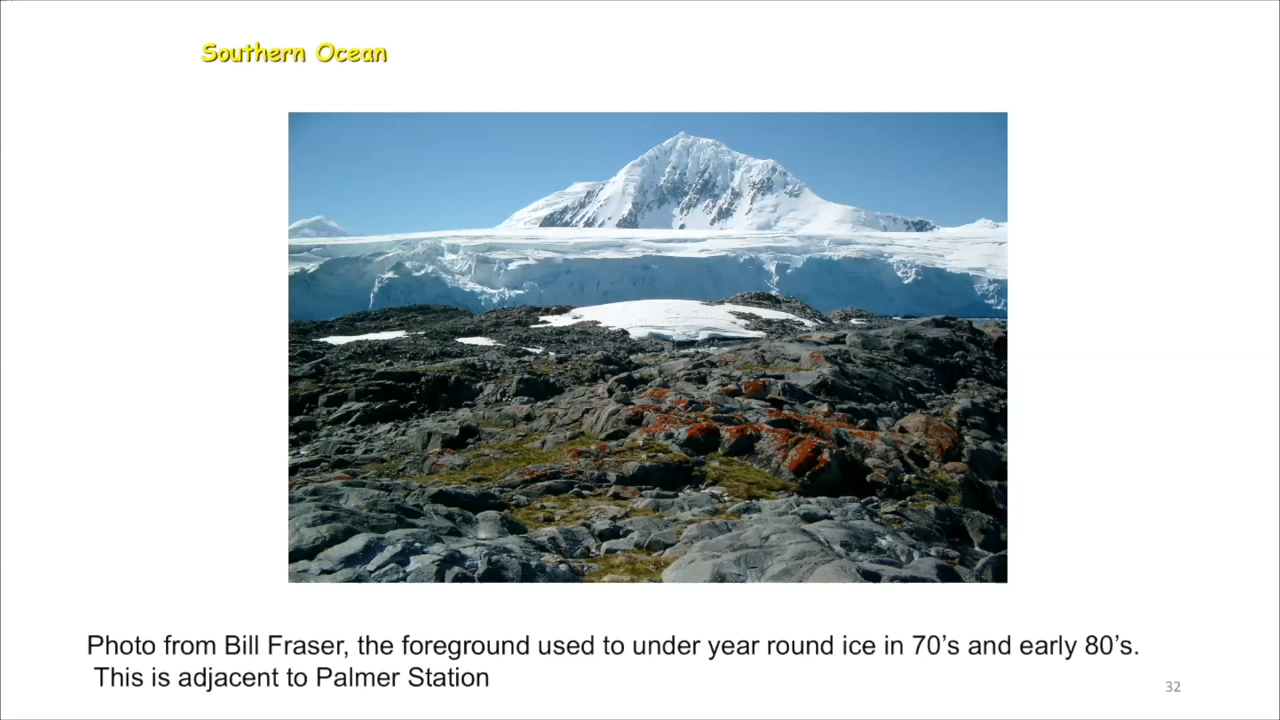 Southern Ocean
Photo from Bill Fraser, the foreground used to under year round ice in 70’s and early 80’s.
This is adjacent to Palmer Station
32